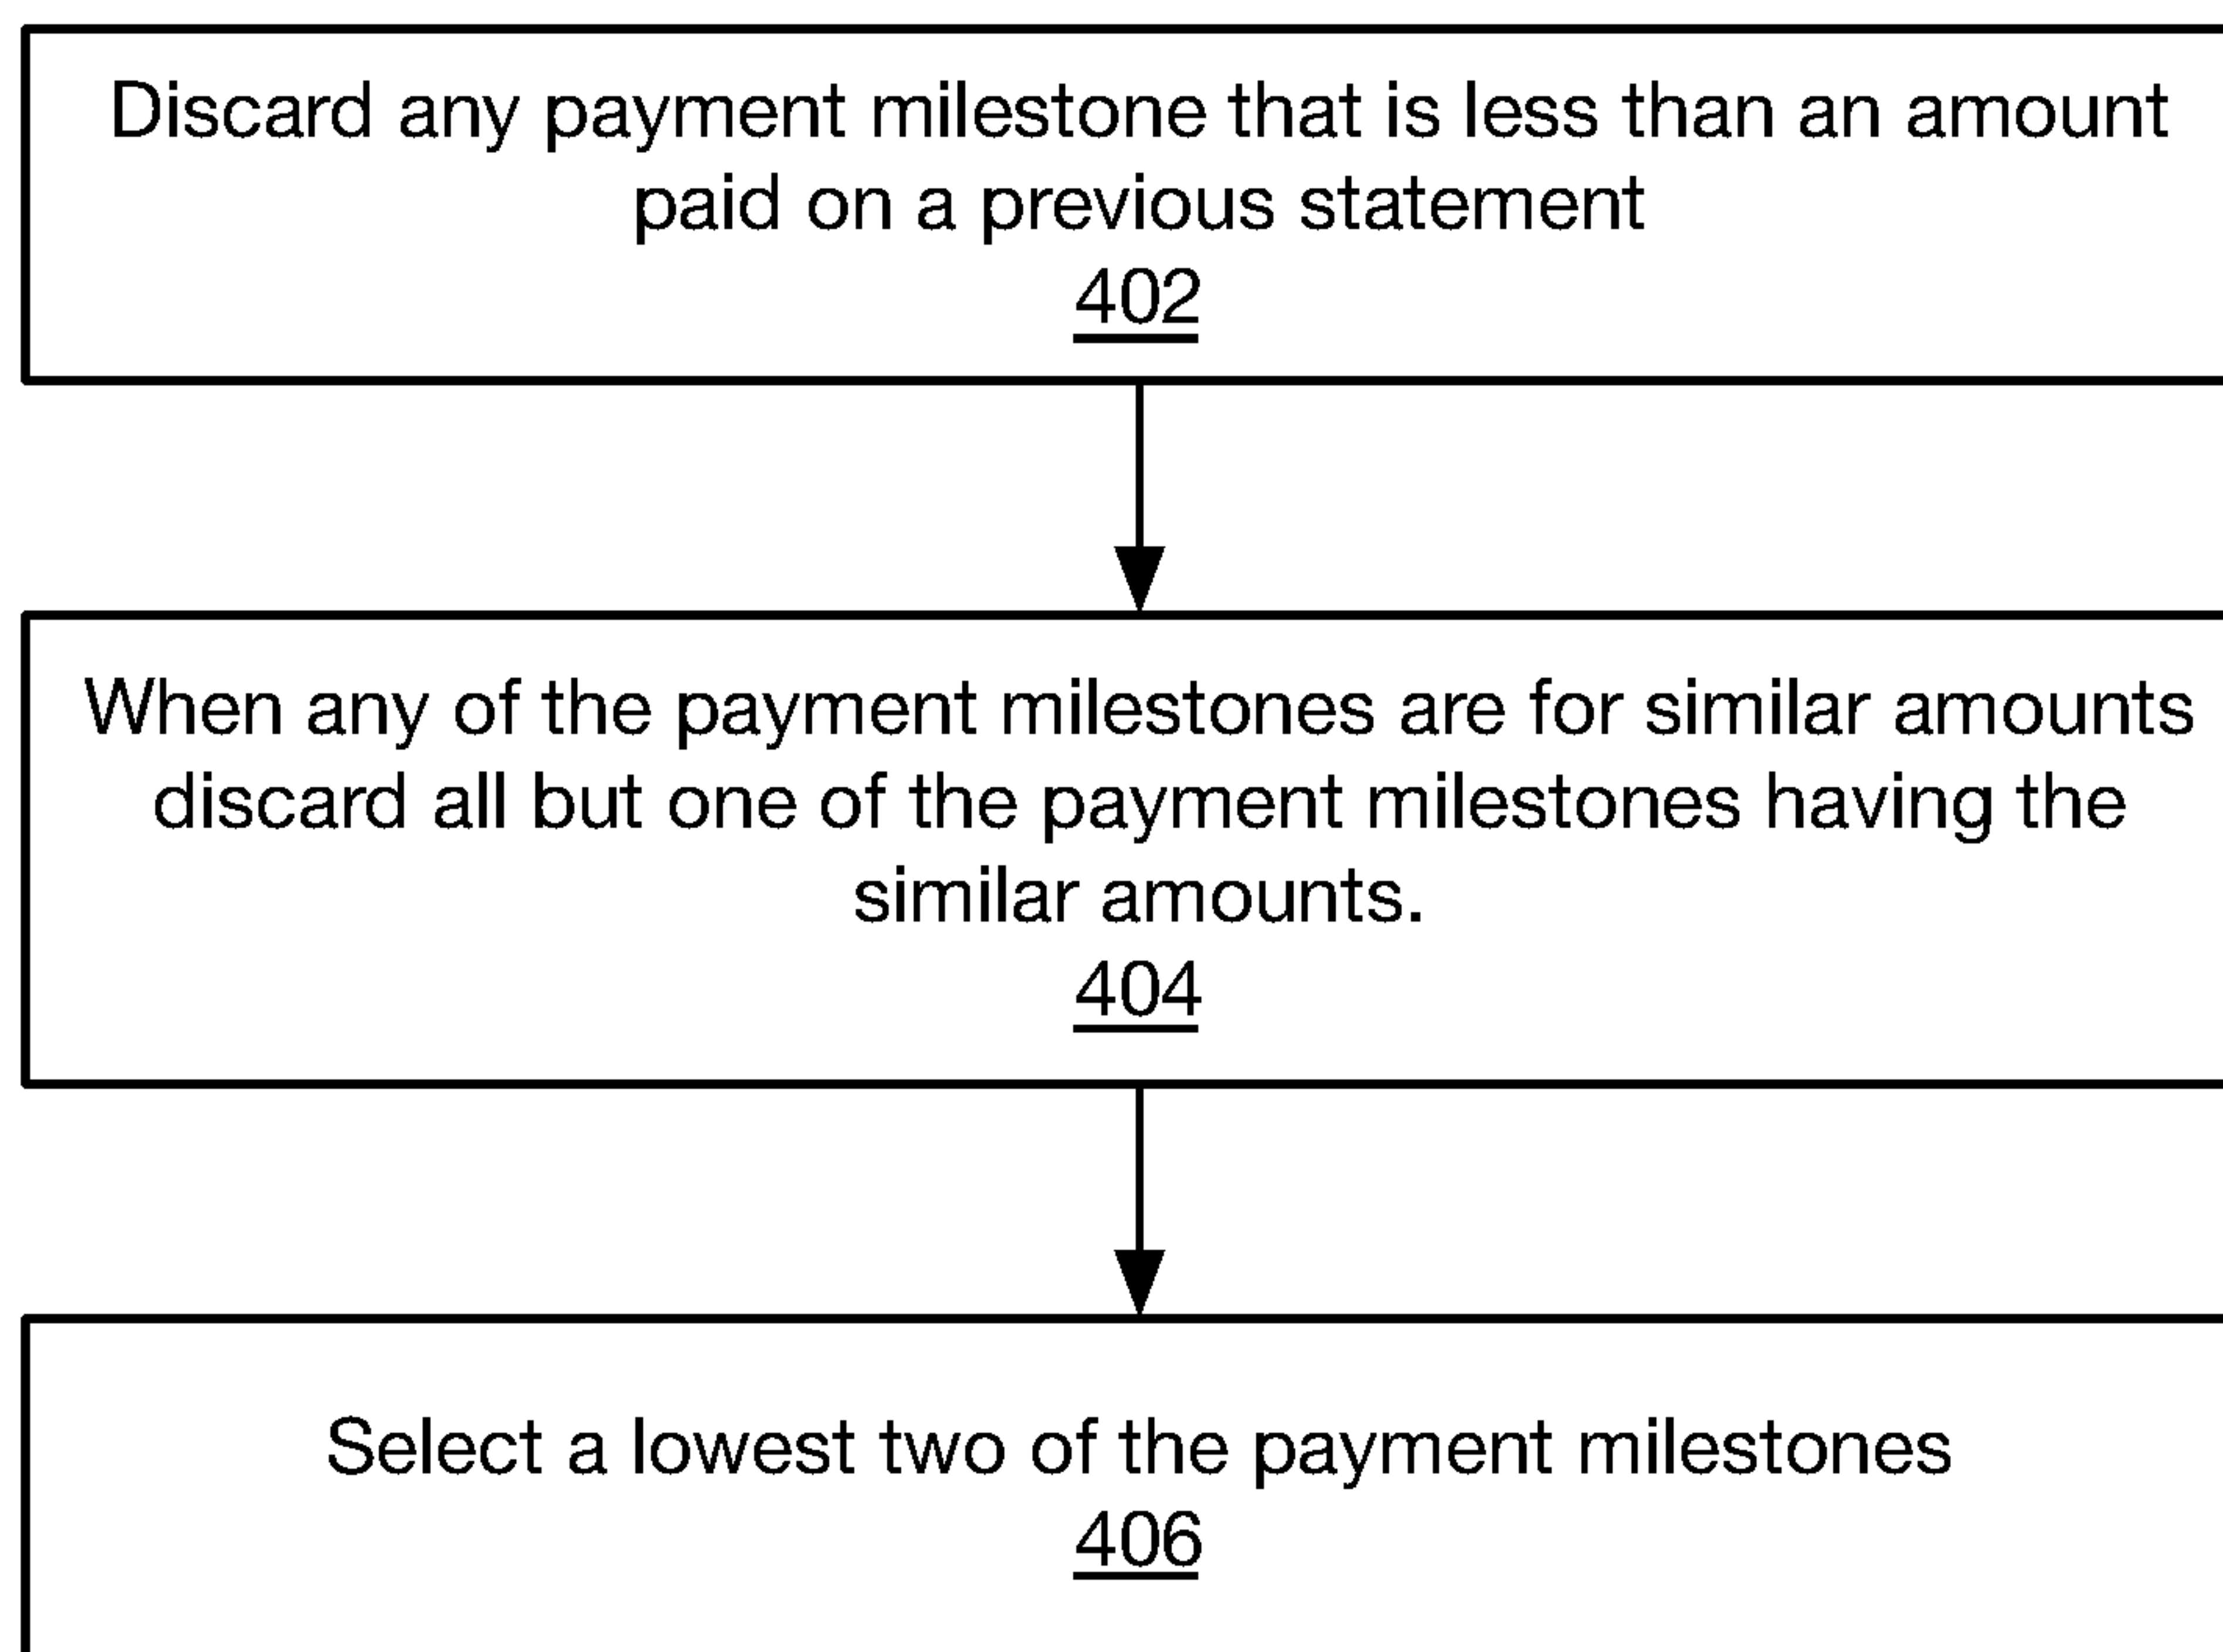 Discard any payment milestone that is less than an amount
paid on a previous statement
402
When any of the payment milestones are for similar amounts
discard all but one of the payment milestones having the
similar amounts.
404
Select a lowest two of the payment milestones
406